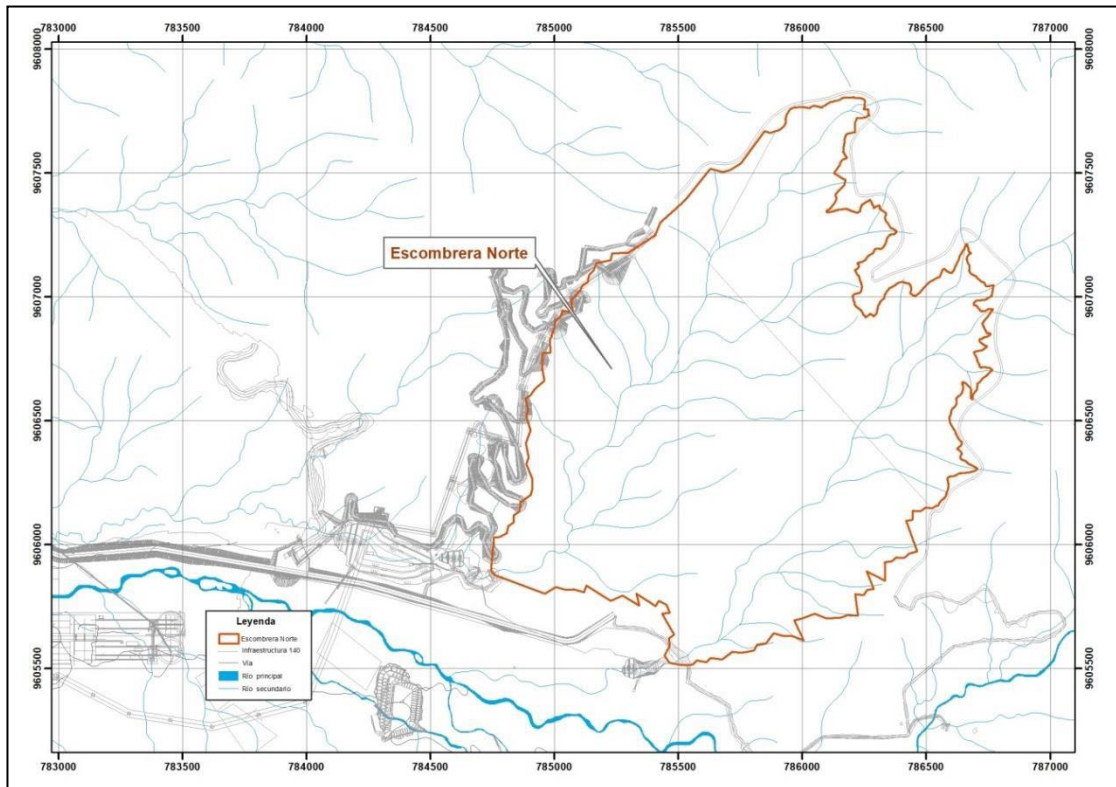 783000 783500 784000 784500 785000 785500 786000 786500 787000
9608000 9608000
9607500 9607500
Escombrera Norte
9607000 9607000
9606500 9606500
9606000 9606000
Leyenda
Escombrera Norte
Infraestructura 140
Vía
Río principal
Río secundario
9605500 9605500
783000 783500 784000 784500 785000 785500 786000 786500 787000